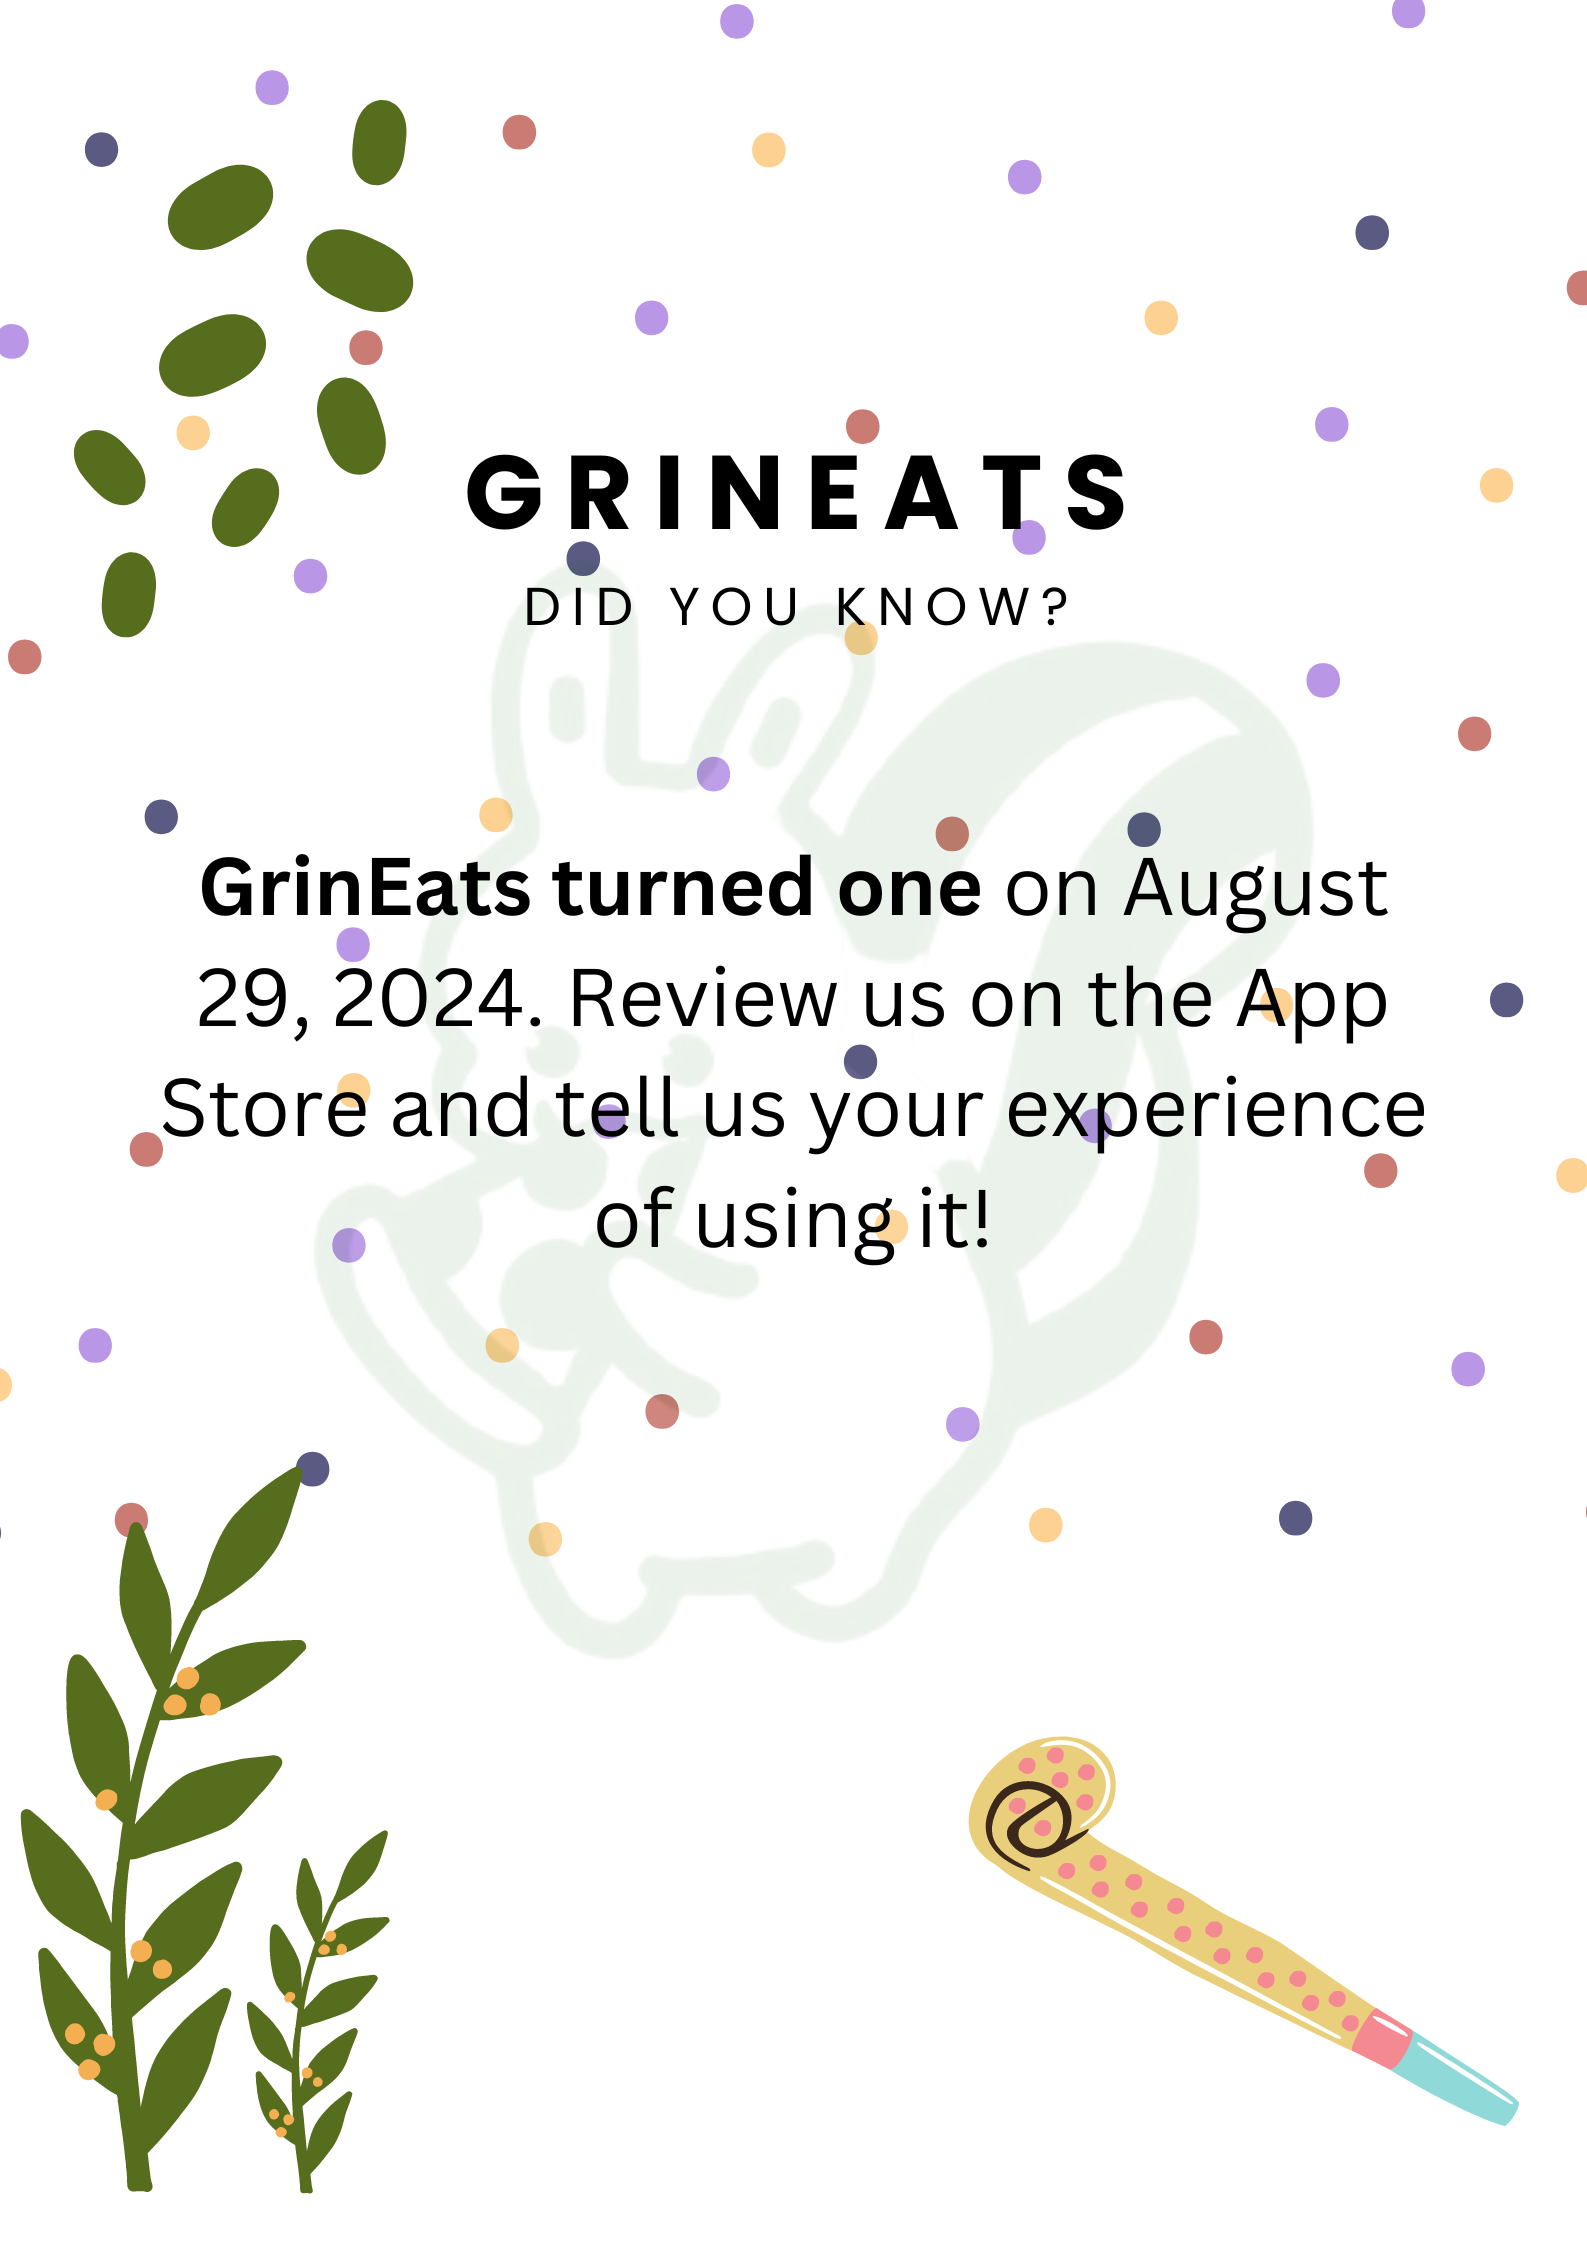 GRINEATS
DID YOU KNOW?
GrinEats turned one on August
29, 2024. Review us on the App
Store and tell us your experience
of using it!